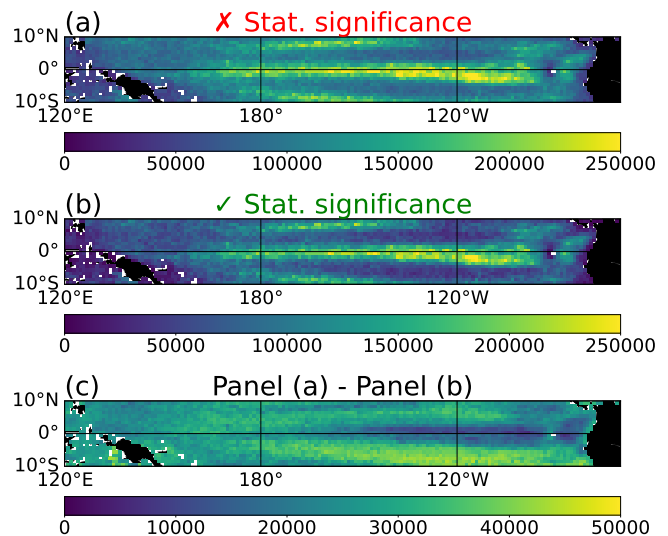 (a) ✗ Stat. significance
10°N
0°
10°S
120°E 180 120°W
0 50000 100000 150000 200000 250000
(b) ✓ Stat. significance
10°N
0°
10°S
120°E 180 120°W
0 50000 100000 150000 200000 250000
(c) Panel (a) - Panel (b)
10°N
0°
10°S
120°E 180 120°W
0 10000 20000 30000 40000 50000